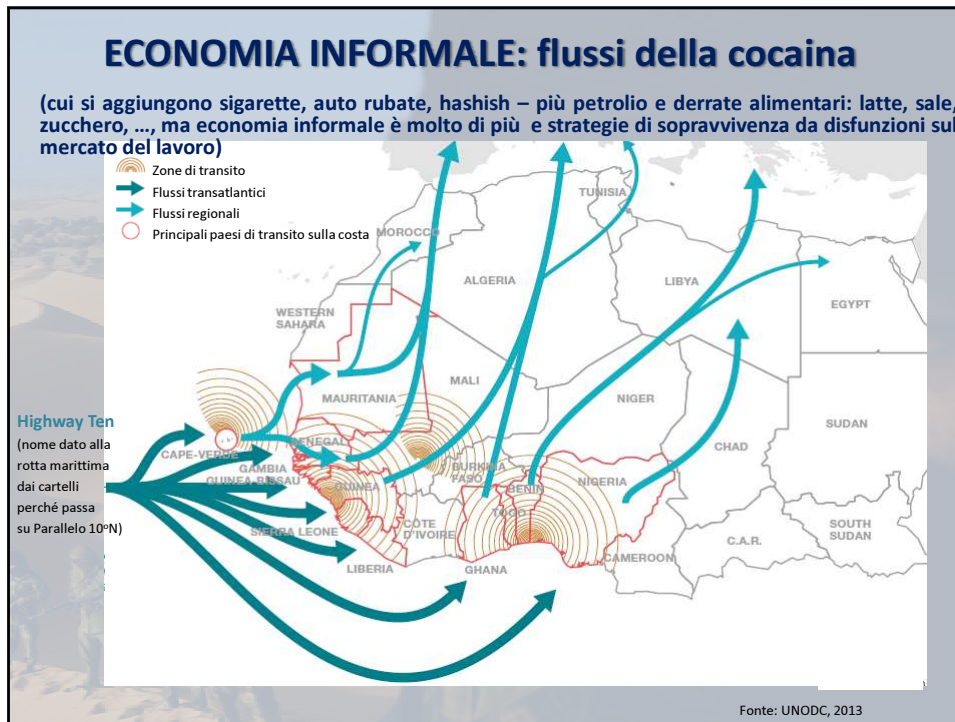 ECONOMIA INFORMALE: flussi della cocaina
(cui si aggiungono sigarette, auto rubate, hashish – più petrolio e derrate alimentari: latte, sale,
zucchero, ..., ma economia informale è molto di più e strategie di sopravvivenza da disfunzioni sul
mercato del lavoro)
Zone di transito
Flussi transatlantici
Flussi regionali
Principali paesi di transito sulla costa
TUNISIA
MOROCCO
ALGERIA
LIBYA
EGYPT
WESTERN
SAHARA
MAURITANIA
MALI
NIGER
CHAD
SUDAN
Highway Ten
(nome dato alla
rotta marittima
dai cartelli
perché passa
su Parallelo 10°N)
CAPE-VERDE
SENEGAL
GAMBIA
GUINEA-BISSAU
GUINEA
BURKINA
FASO
BENIN
NIGERIA
TOGO
SIERRA LEONE
CÔTE
D'IVOIRE
LIBERIA
GHANA
CAMEROON
C.A.R.
SOUTH
SUDAN
Fonte: UNODC, 2013